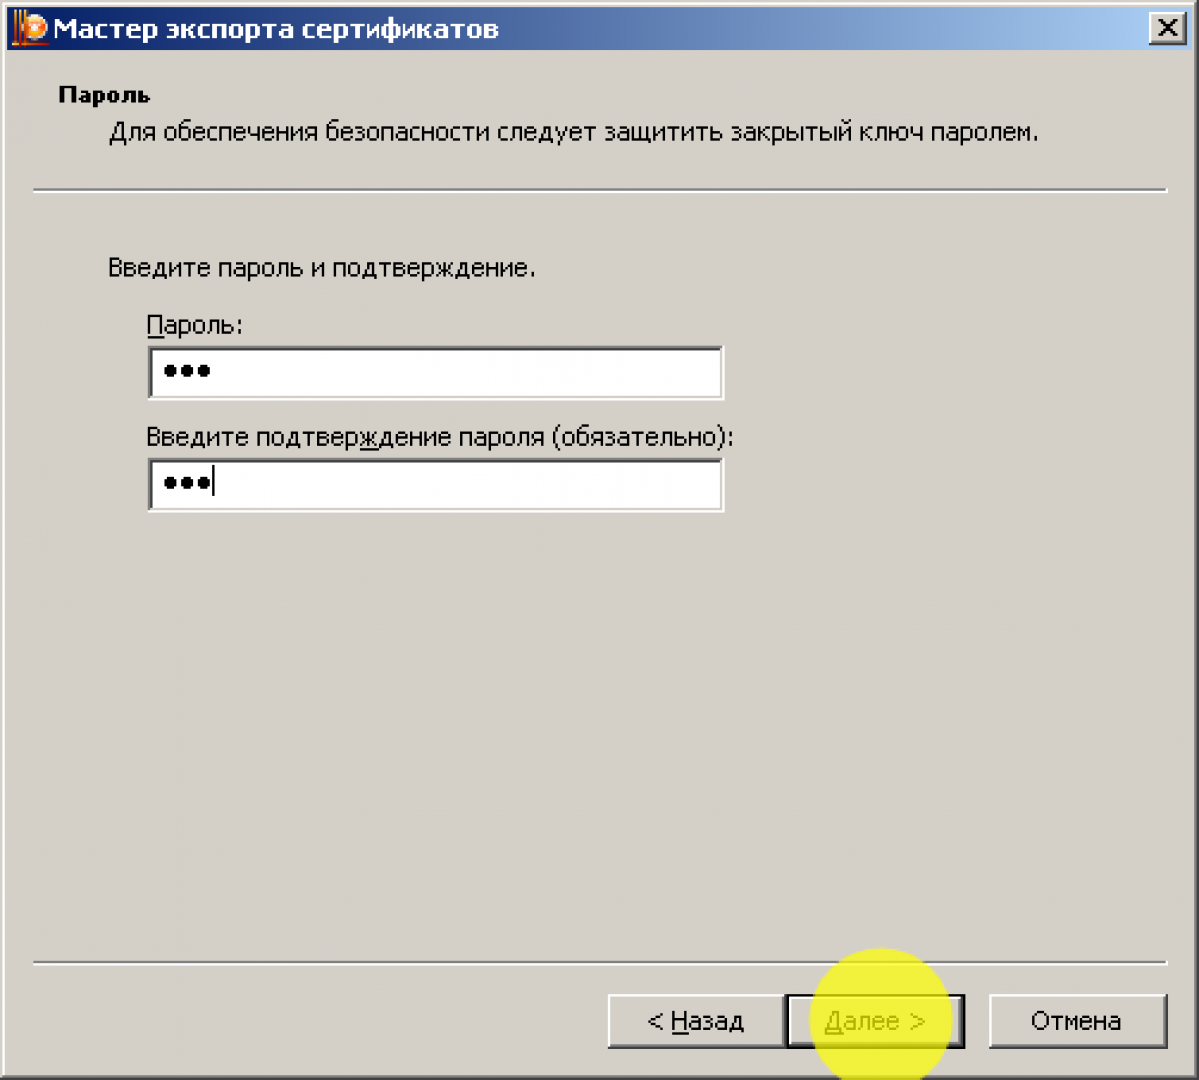 Мастер экспорта сертификатов
Пароль
Для обеспечения безопасности следует защитить закрытый ключ паролем.
Введите пароль и подтверждение.
Пароль:
●●●
Введите подтверждение пароля (обязательно):
●●●
< Назад Далее > Отмена